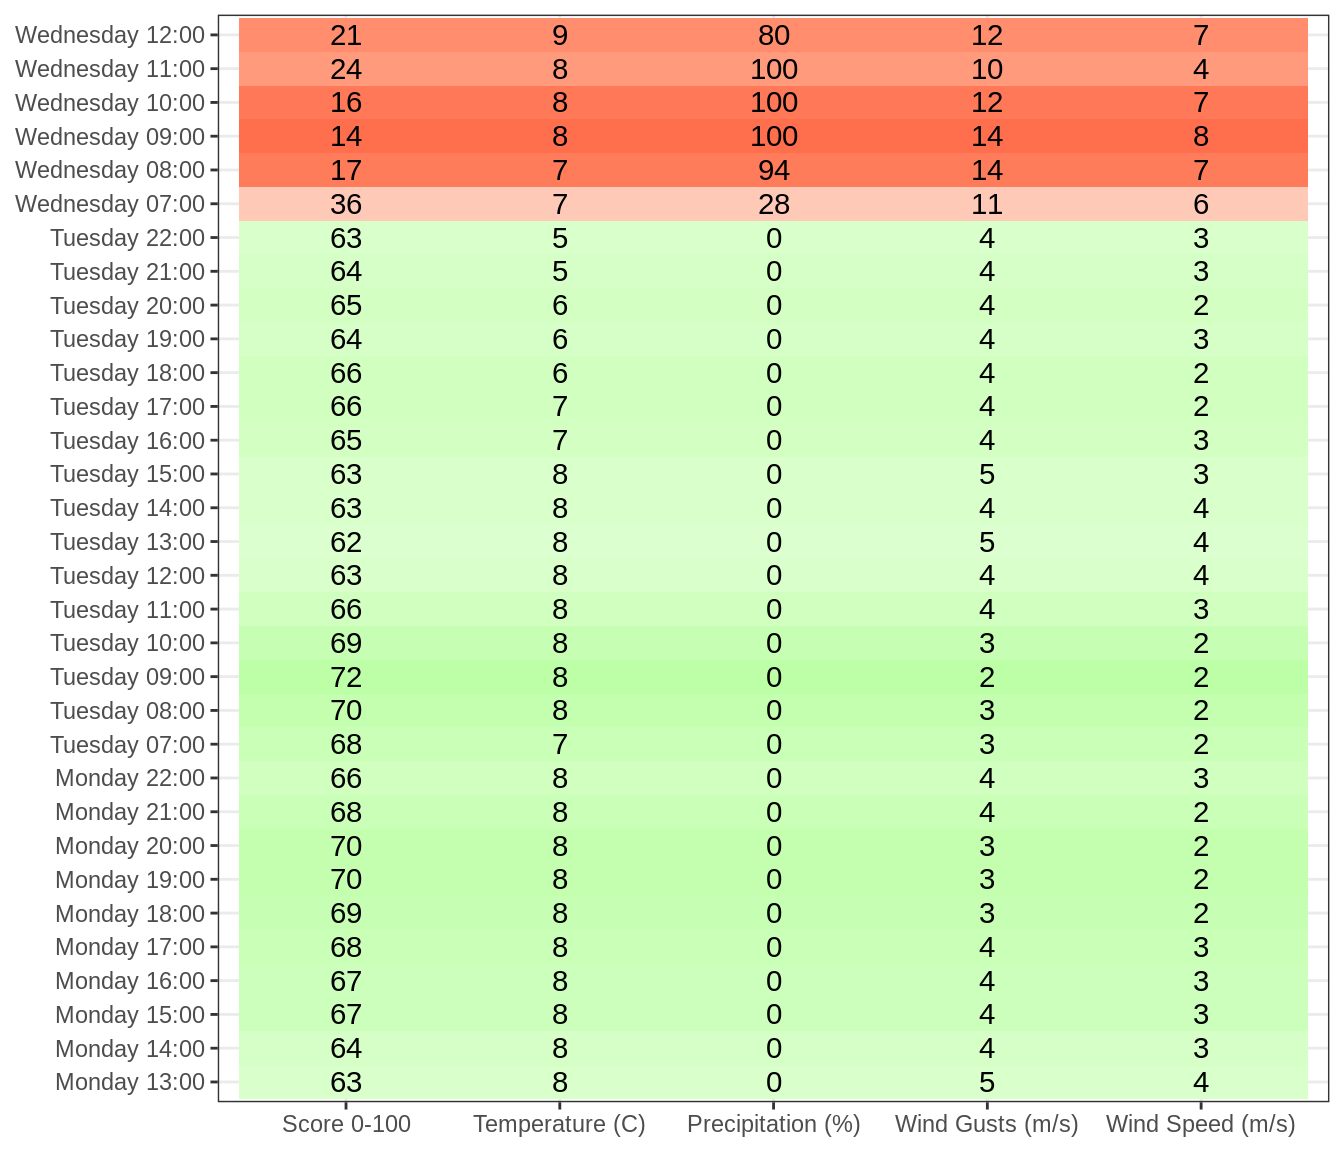 Wednesday 12:00 21 9 80 12 7
Wednesday 11:00 24 8 100 10 4
Wednesday 10:00 16 8 100 12 7
Wednesday 09:00 14 8 100 14 8
Wednesday 08:00 17 7 94 14 7
Wednesday 07:00 36 7 28 11 6
Tuesday 22:00 63 5 0 4 3
Tuesday 21:00 64 5 0 4 3
Tuesday 20:00 65 6 0 4 2
Tuesday 19:00 64 6 0 4 3
Tuesday 18:00 66 6 0 4 2
Tuesday 17:00 66 7 0 4 2
Tuesday 16:00 65 7 0 4 3
Tuesday 15:00 63 8 0 5 3
Tuesday 14:00 63 8 0 4 4
Tuesday 13:00 62 8 0 5 4
Tuesday 12:00 63 8 0 4 4
Tuesday 11:00 66 8 0 4 3
Tuesday 10:00 69 8 0 3 2
Tuesday 09:00 72 8 0 2 2
Tuesday 08:00 70 8 0 3 2
Tuesday 07:00 68 7 0 3 2
Monday 22:00 66 8 0 4 3
Monday 21:00 68 8 0 4 2
Monday 20:00 70 8 0 3 2
Monday 19:00 70 8 0 3 2
Monday 18:00 69 8 0 3 2
Monday 17:00 68 8 0 4 3
Monday 16:00 67 8 0 4 3
Monday 15:00 67 8 0 4 3
Monday 14:00 64 8 0 4 3
Monday 13:00 63 8 0 5 4
Score 0-100 Temperature (C) Precipitation (%) Wind Gusts (m/s) Wind Speed (m/s)